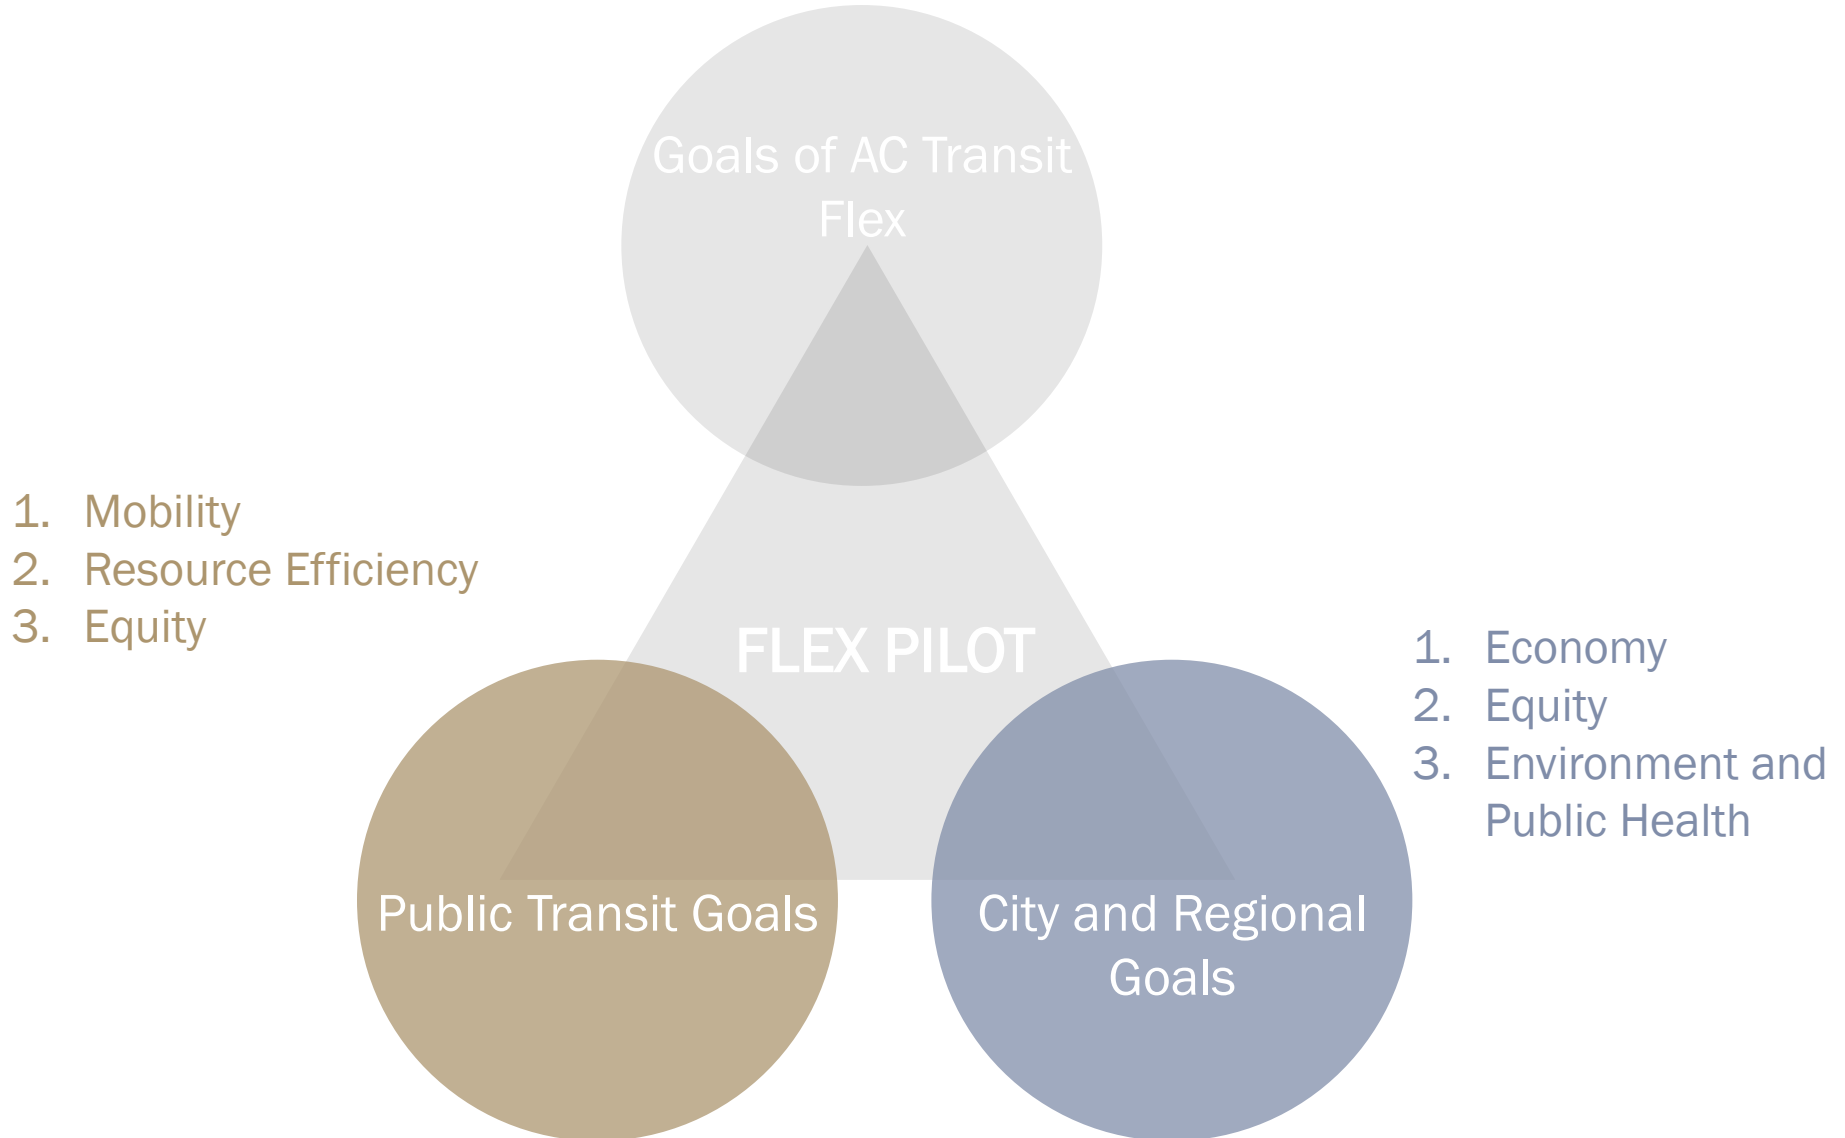 Goals of AC Transit
Flex
1. Mobility
2. Resource Efficiency
3. Equity
FLEX PILOT
1. Economy
2. Equity
3. Environment and
Public Health
Public Transit Goals
City and Regional
Goals